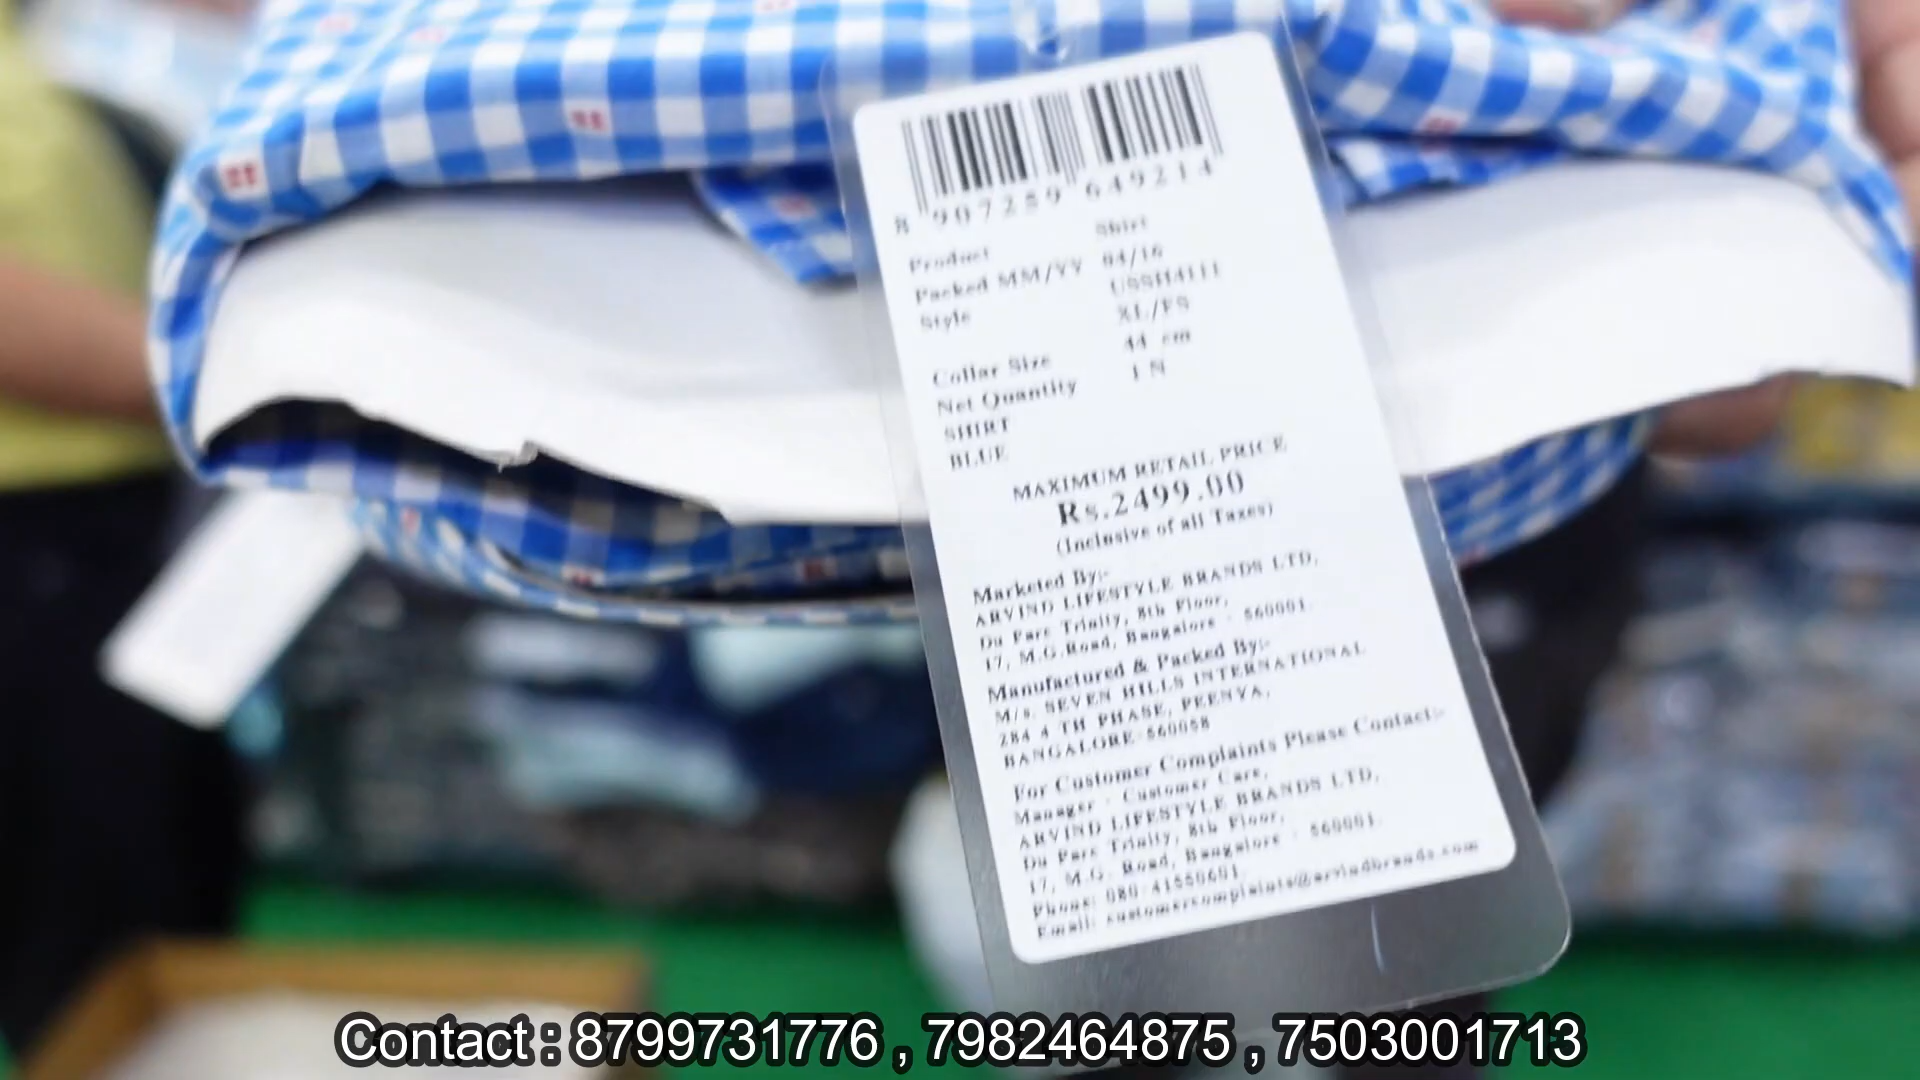 8 907259 649214
Product Shirt
Packed MM/YY 04/16
Style USSH4111
XL/FS
Collar Size 44 cm
Net Quantity 1 N
SHIRT
BLUE
MAXIMUM RETAIL PRICE
Rs.2499.00
(Inclusive of all Taxes)
Marketed By:-
ARVIND LIFESTYLE BRANDS LTD,
Du Parc Trinity, 8th Floor,
17, M.G.Road, Bangalore - 560001.
Manufactured & Packed By:-
M/s. SEVEN HILLS INTERNATIONAL
284 4 TH PHASE, PEENYA,
BANGALORE-560058
For Customer Complaints Please Contact:-
Manager - Customer Care,
ARVIND LIFESTYLE BRANDS LTD,
Du Parc Trinity, 8th Floor,
17, M.G. Road, Bangalore - 560001.
Phone: 080-41550601
Email: customercomplaints@arvindbrands.com
Contact : 8799731776 , 7982464875 , 7503001713